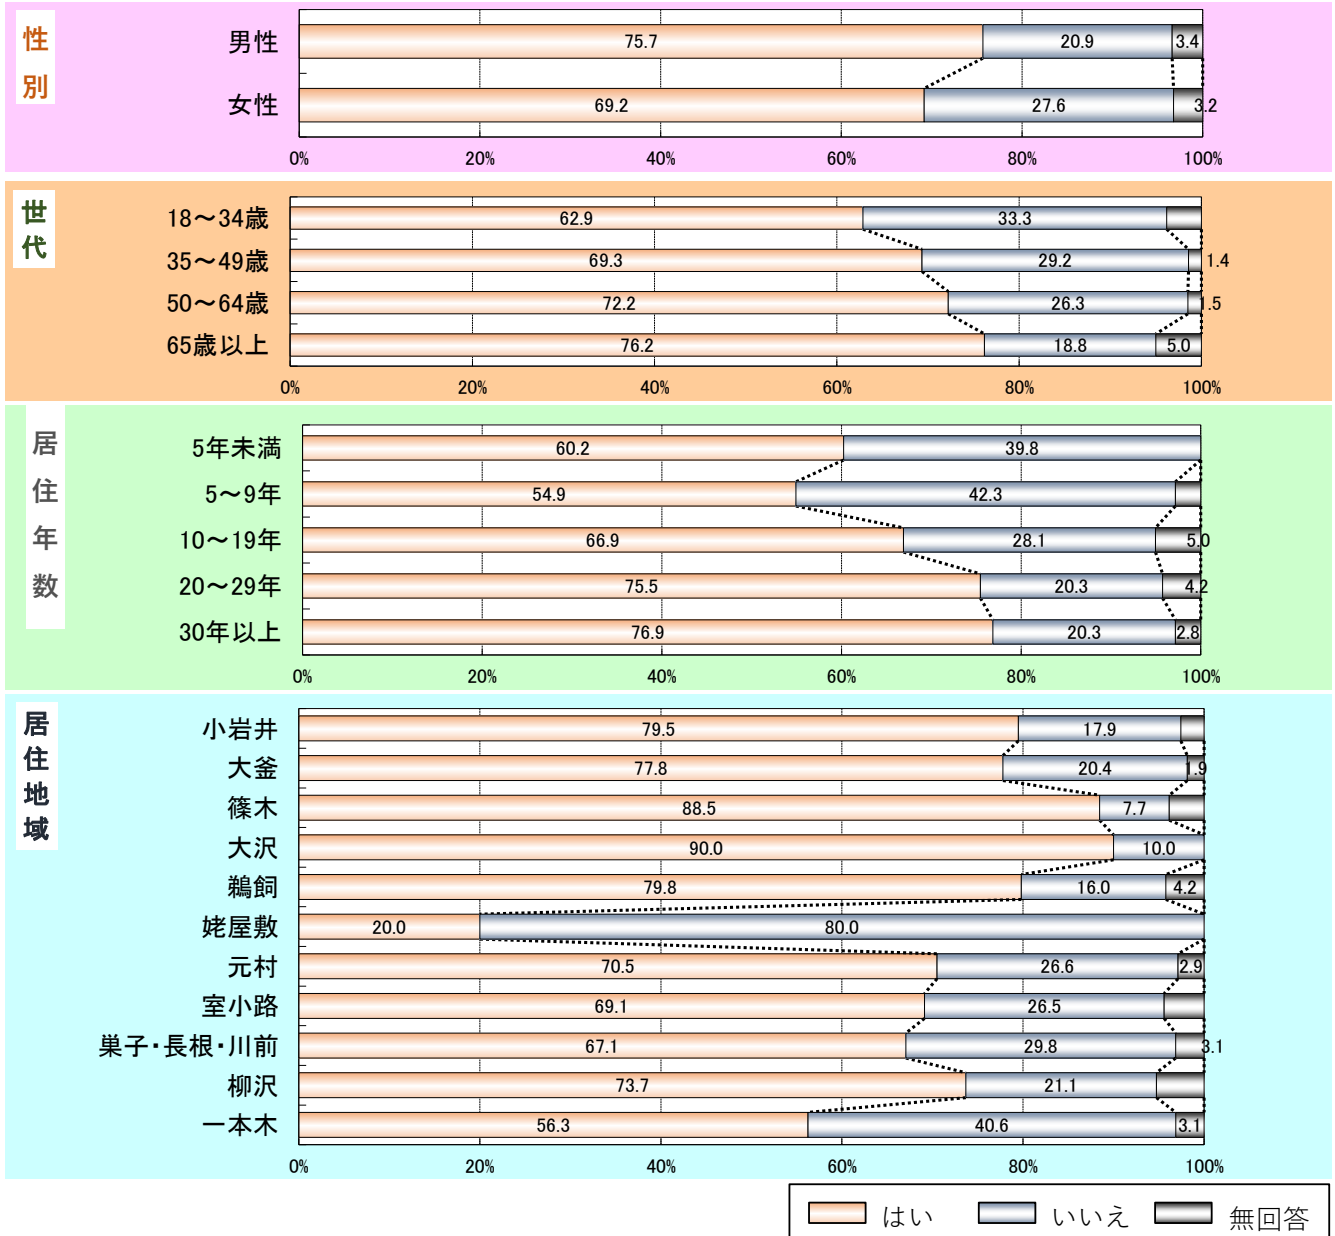 性別
男性 75.7 20.9 3.4
女性 69.2 27.6 3.2
0% 20% 40% 60% 80% 100%
世代
18～34歳 62.9 33.3
35～49歳 69.3 29.2 1.4
50～64歳 72.2 26.3 1.5
65歳以上 76.2 18.8 5.0
0% 20% 40% 60% 80% 100%
居住年数
5年未満 60.2 39.8
5～9年 54.9 42.3
10～19年 66.9 28.1 5.0
20～29年 75.5 20.3 4.2
30年以上 76.9 20.3 2.8
0% 20% 40% 60% 80% 100%
居住地域
小岩井 79.5 17.9
大釜 77.8 20.4 1.9
篠木 88.5 7.7
大沢 90.0 10.0
鵜飼 79.8 16.0 4.2
姥屋敷 20.0 80.0
元村 70.5 26.6 2.9
室小路 69.1 26.5
巣子・長根・川前 67.1 29.8 3.1
柳沢 73.7 21.1
一本木 56.3 40.6 3.1
0% 20% 40% 60% 80% 100%
はい いいえ 無回答